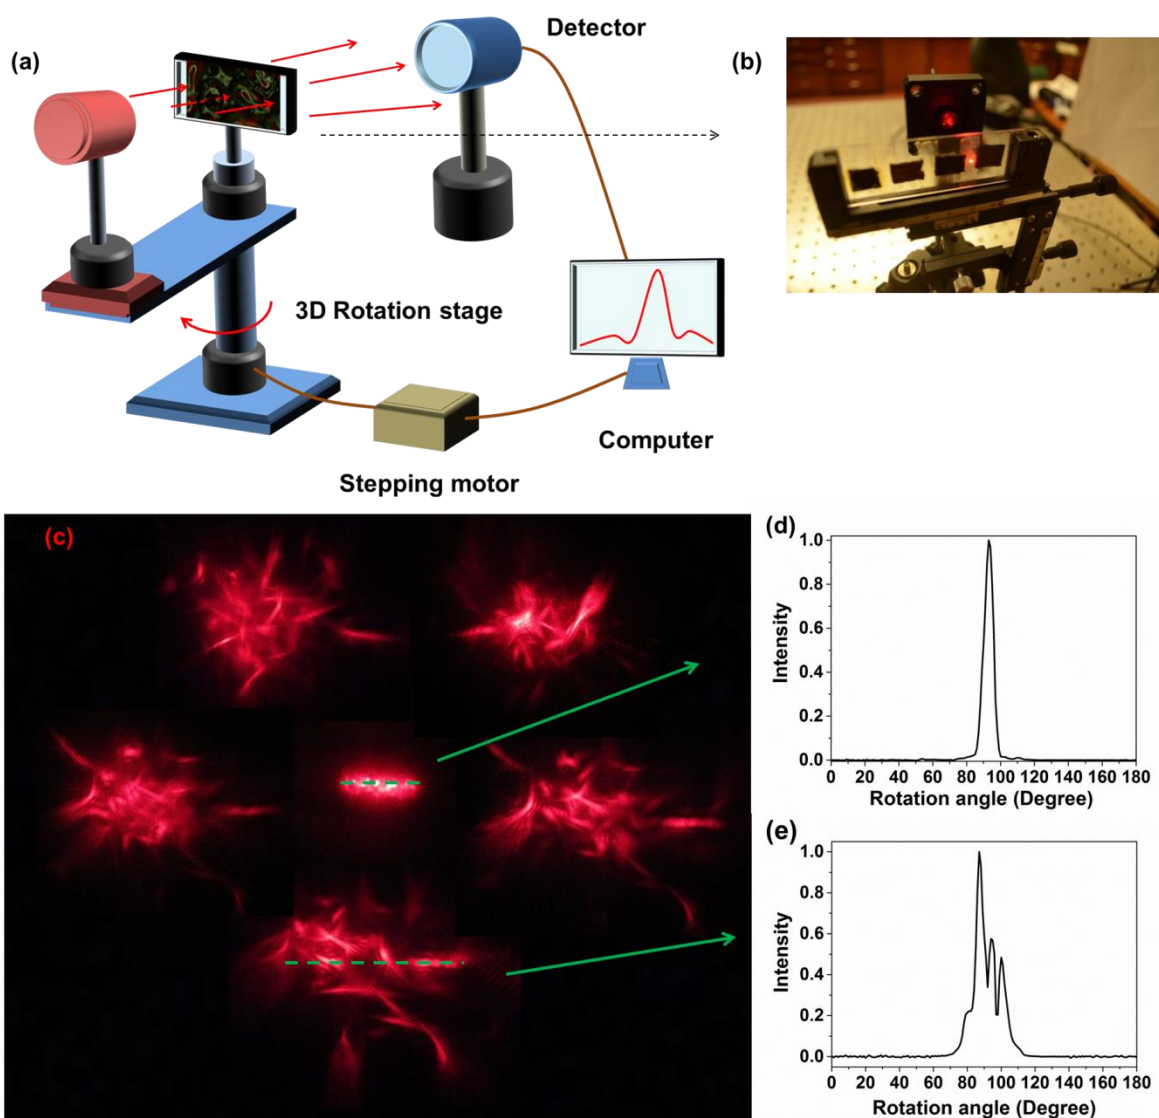 (a)
Detector
(b)
3D Rotation stage
Computer
Stepping motor
(c)
(d)
1.0
0.8
0.6
0.4
0.2
0.0
Intensity
0 20 40 60 80 100 120 140 160 180
Rotation angle (Degree)
(e)
1.0
0.8
0.6
0.4
0.2
0.0
Intensity
0 20 40 60 80 100 120 140 160 180
Rotation angle (Degree)